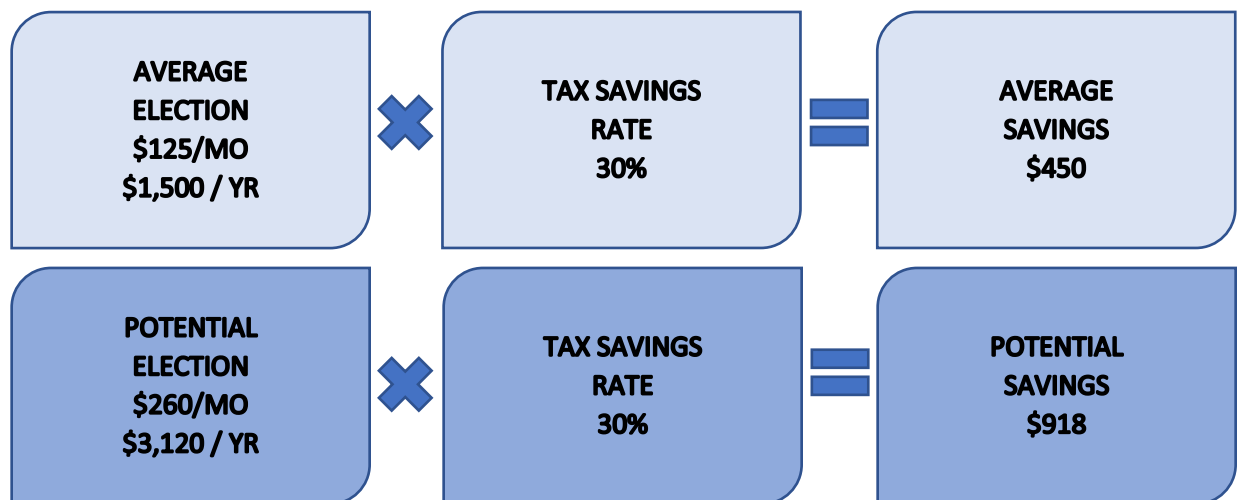 AVERAGE
ELECTION
$125/MO
$1,500 / YR
TAX SAVINGS
RATE
30%
AVERAGE
SAVINGS
$450
POTENTIAL
ELECTION
$260/MO
$3,120 / YR
TAX SAVINGS
RATE
30%
POTENTIAL
SAVINGS
$918